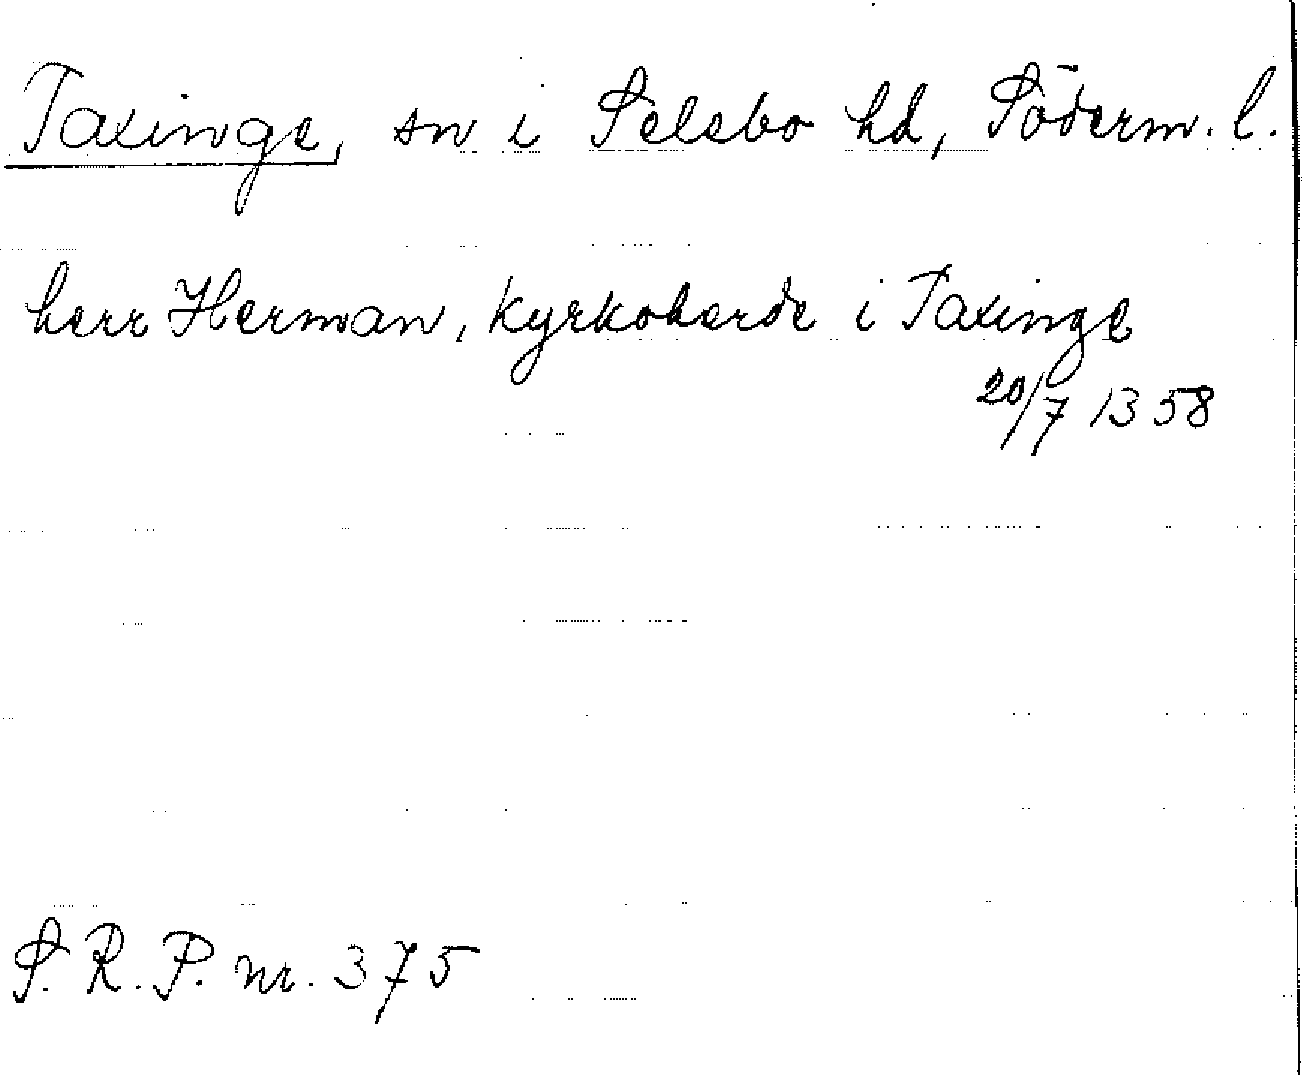 Taxinge, sn i Selebo hd, Söderm. l.
herr Herman, kyrkoherde i Taxinge
20/7 1358
S. R. P. nr. 375